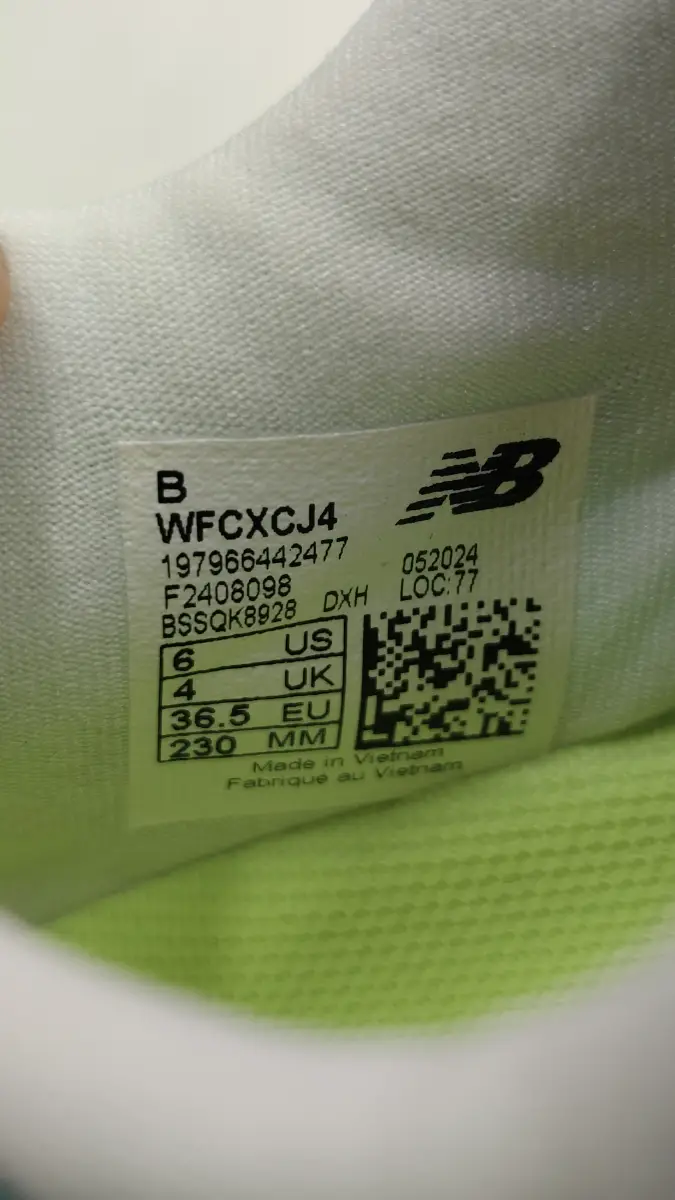 B
NB
WFCXCJ4
197966442477 052024
F2408098 LOC:77
BSSQK8928 DXH
6 US
4 UK
36.5 EU
230 MM
Made in Vietnam
Fabriqué au Vietnam